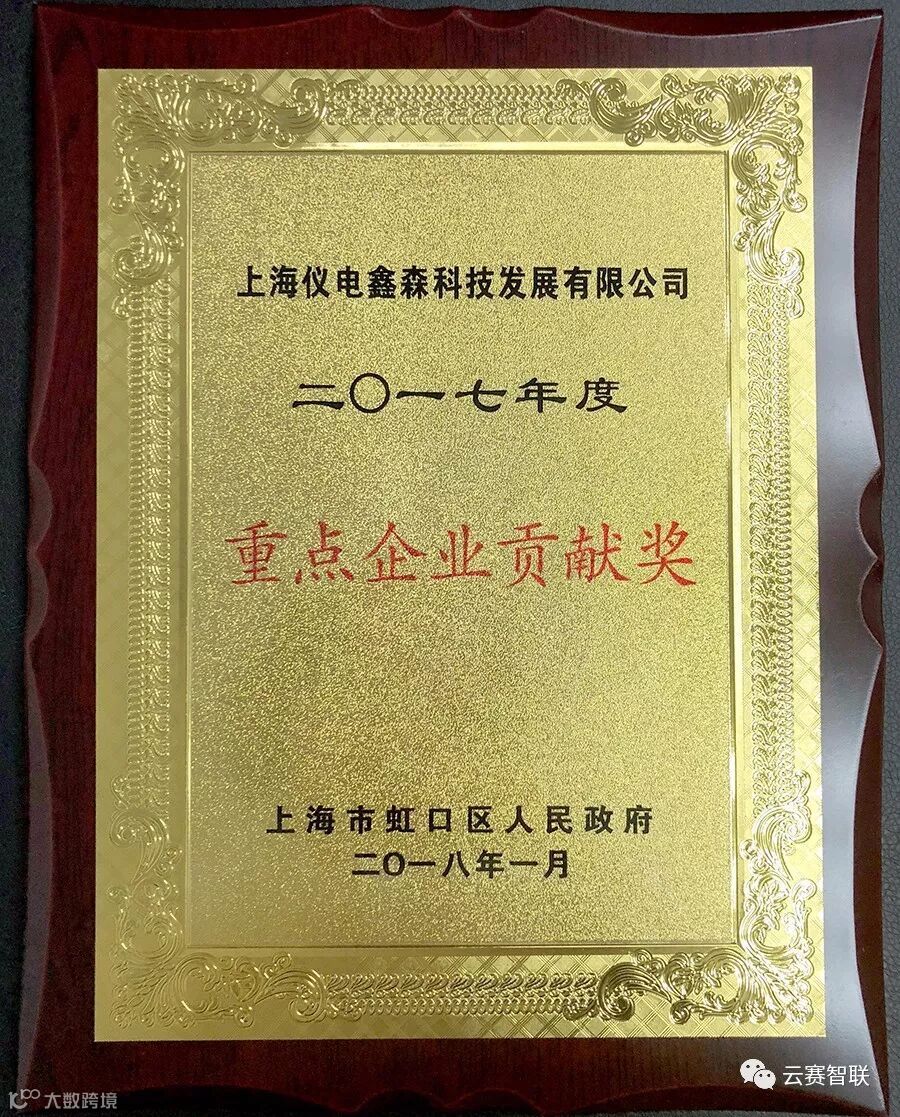 上海仪电鑫森科技发展有限公司
二〇一七年度
重点企业贡献奖
上海市虹口区人民政府
二〇一八年一月
云赛智联
大数跨境